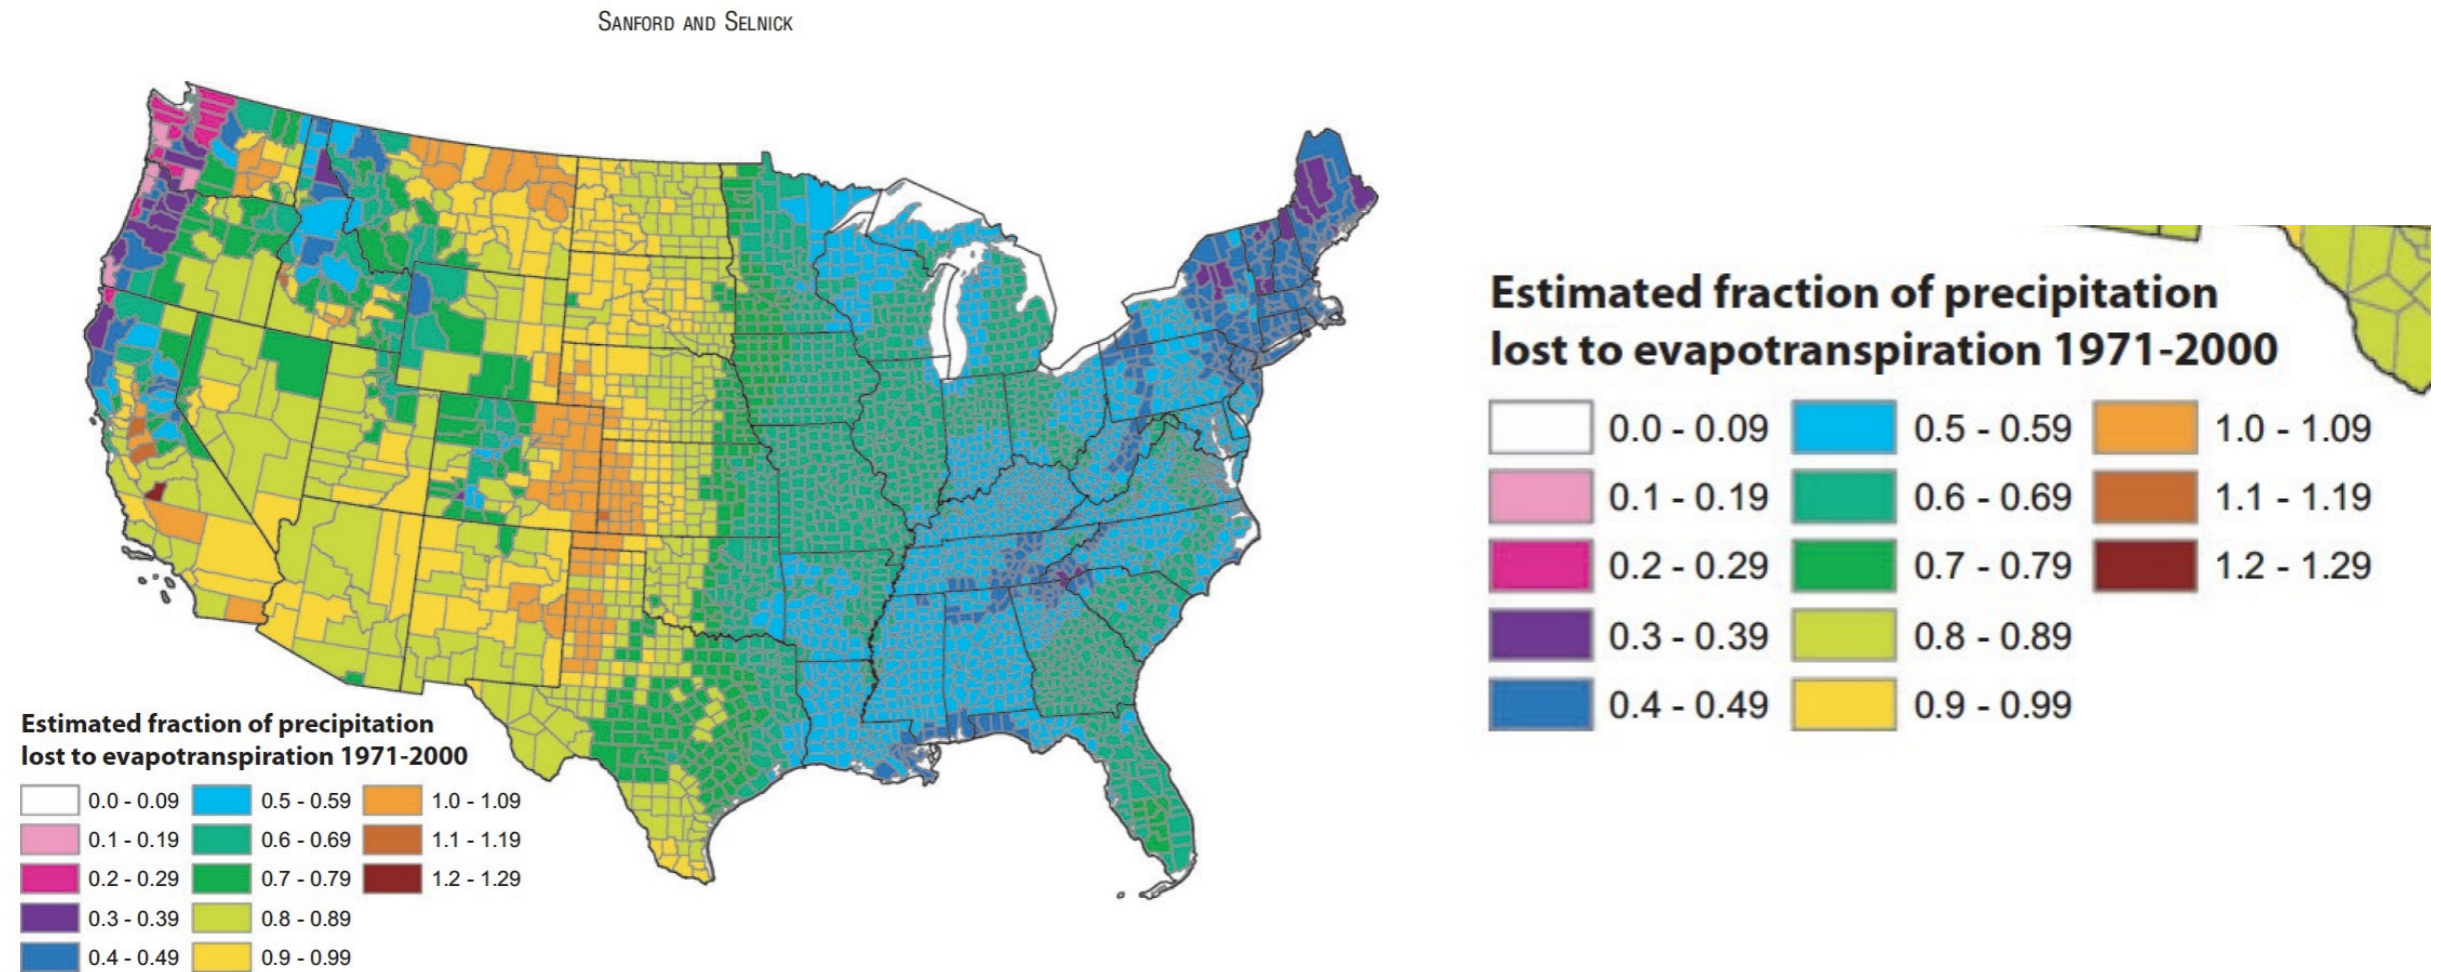 SANFORD AND SELNICK
Estimated fraction of precipitation
lost to evapotranspiration 1971-2000
0.0 - 0.09 0.5 - 0.59 1.0 - 1.09
0.1 - 0.19 0.6 - 0.69 1.1 - 1.19
0.2 - 0.29 0.7 - 0.79 1.2 - 1.29
0.3 - 0.39 0.8 - 0.89
0.4 - 0.49 0.9 - 0.99
Estimated fraction of precipitation
lost to evapotranspiration 1971-2000
0.0 - 0.09 0.5 - 0.59 1.0 - 1.09
0.1 - 0.19 0.6 - 0.69 1.1 - 1.19
0.2 - 0.29 0.7 - 0.79 1.2 - 1.29
0.3 - 0.39 0.8 - 0.89
0.4 - 0.49 0.9 - 0.99